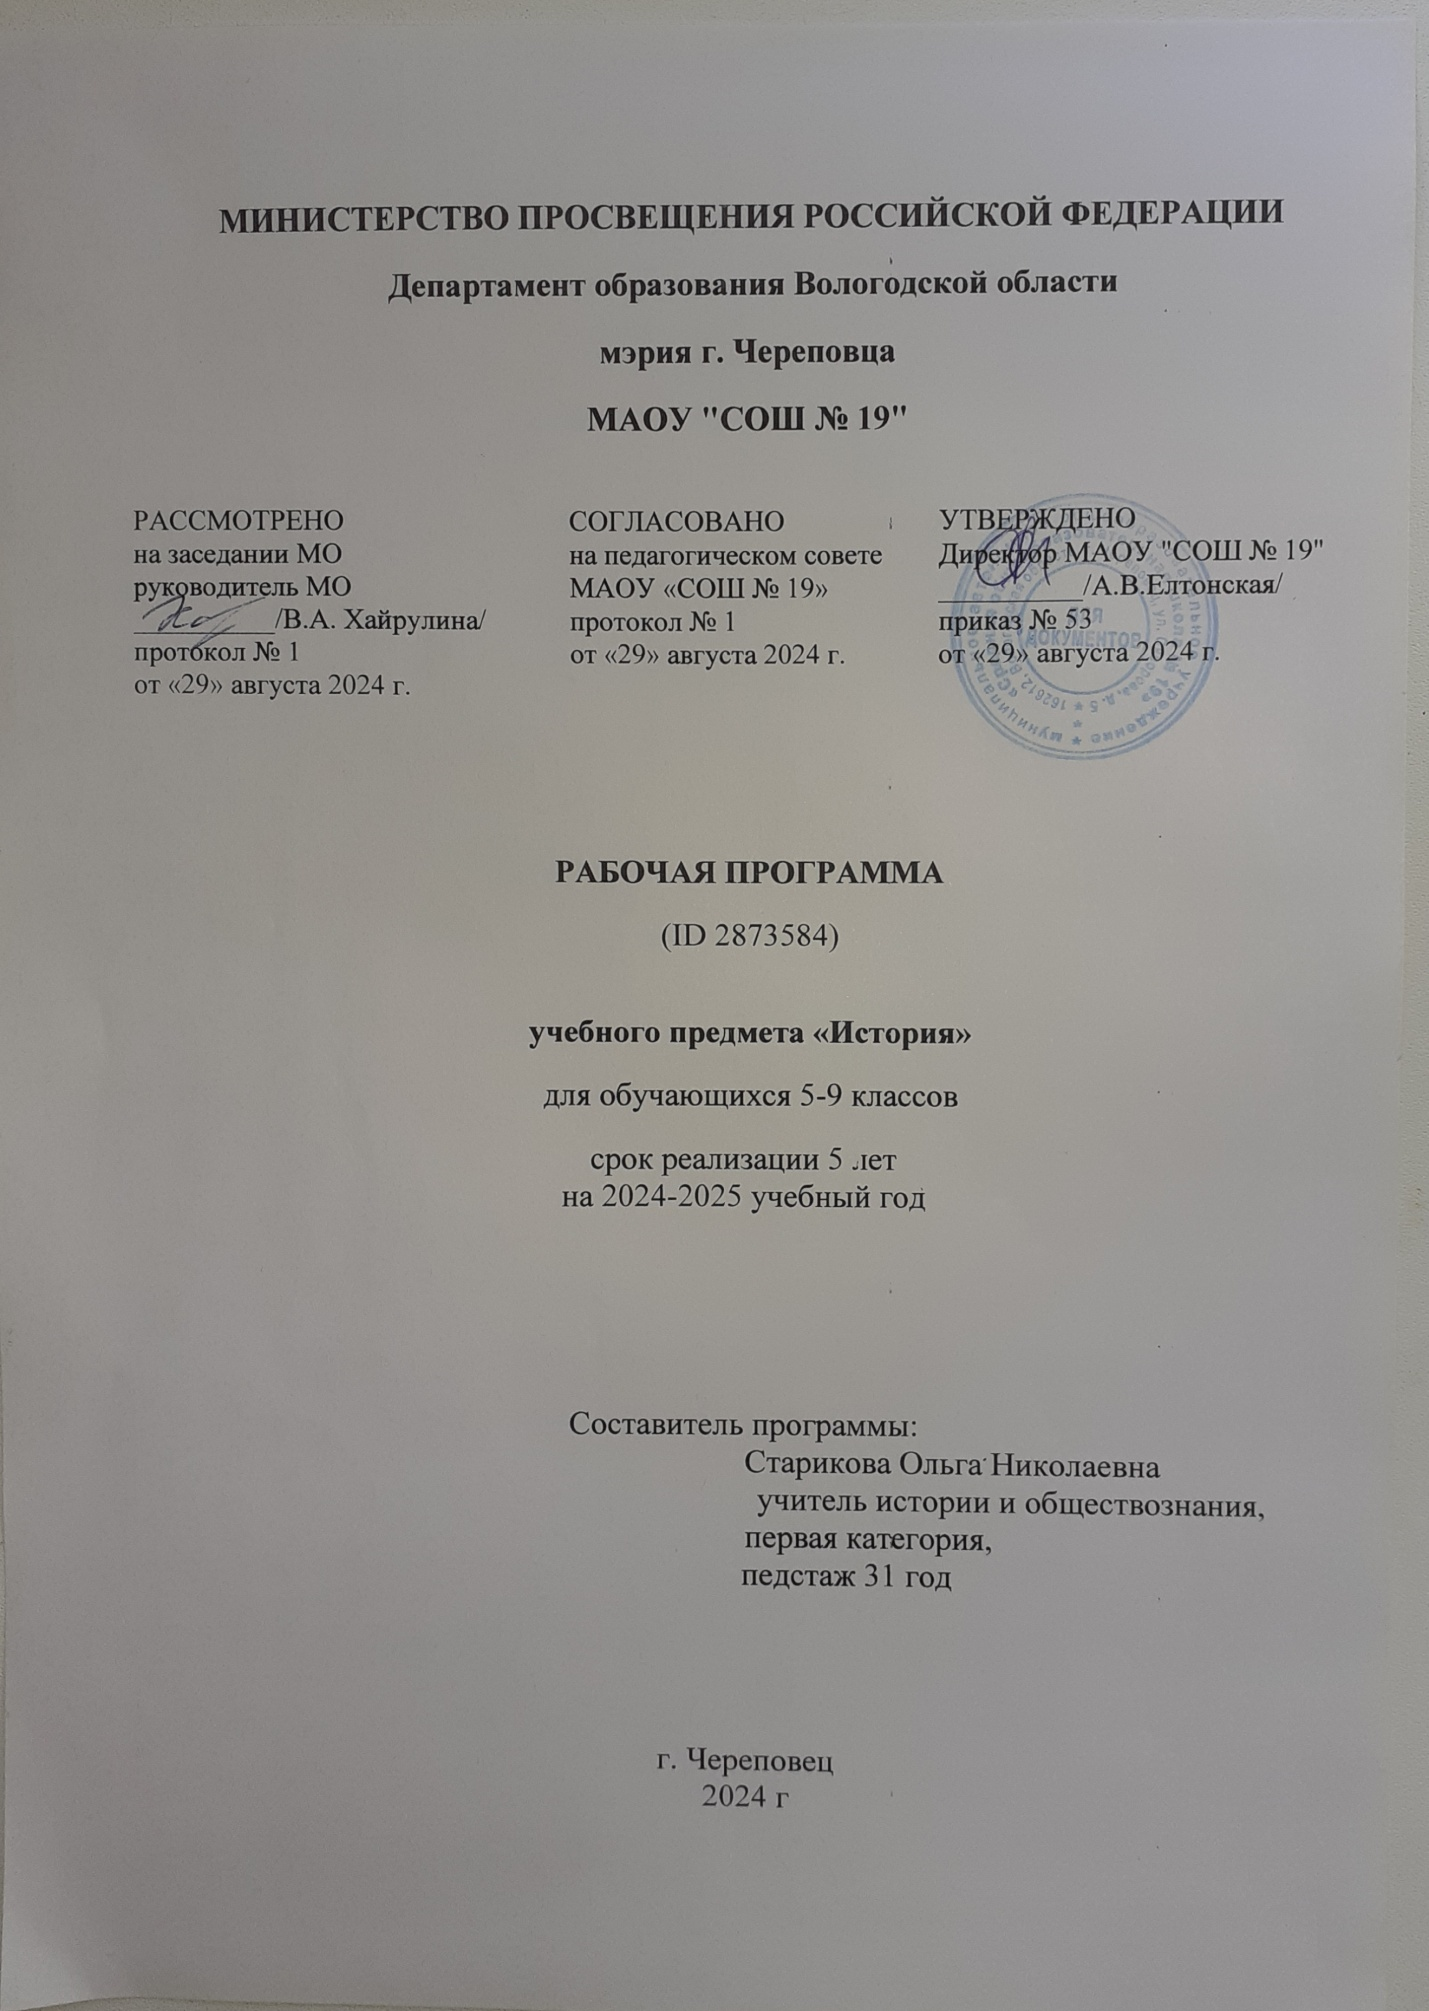 МИНИСТЕРСТВО ПРОСВЕЩЕНИЯ РОССИЙСКОЙ ФЕДЕРАЦИИ
Департамент образования Вологодской области
мэрия г. Череповца
МАОУ "СОШ № 19"
РАССМОТРЕНО
на заседании МО
руководитель МО
__________/В.А. Хайрулина/
протокол № 1
от «29» августа 2024 г.
СОГЛАСОВАНО
на педагогическом совете
МАОУ «СОШ № 19»
протокол № 1
от «29» августа 2024 г.
УТВЕРЖДЕНО
Директор МАОУ "СОШ № 19"
__________/А.В.Елтонская/
приказ № 53
от «29» августа 2024 г.
ДОКУМЕНТОВ
РАБОЧАЯ ПРОГРАММА
(ID 2873584)
учебного предмета «История»
для обучающихся 5-9 классов
срок реализации 5 лет
на 2024-2025 учебный год
Составитель программы:
Старикова Ольга Николаевна
учитель истории и обществознания,
первая категория,
педстаж 31 год
г. Череповец
2024 г